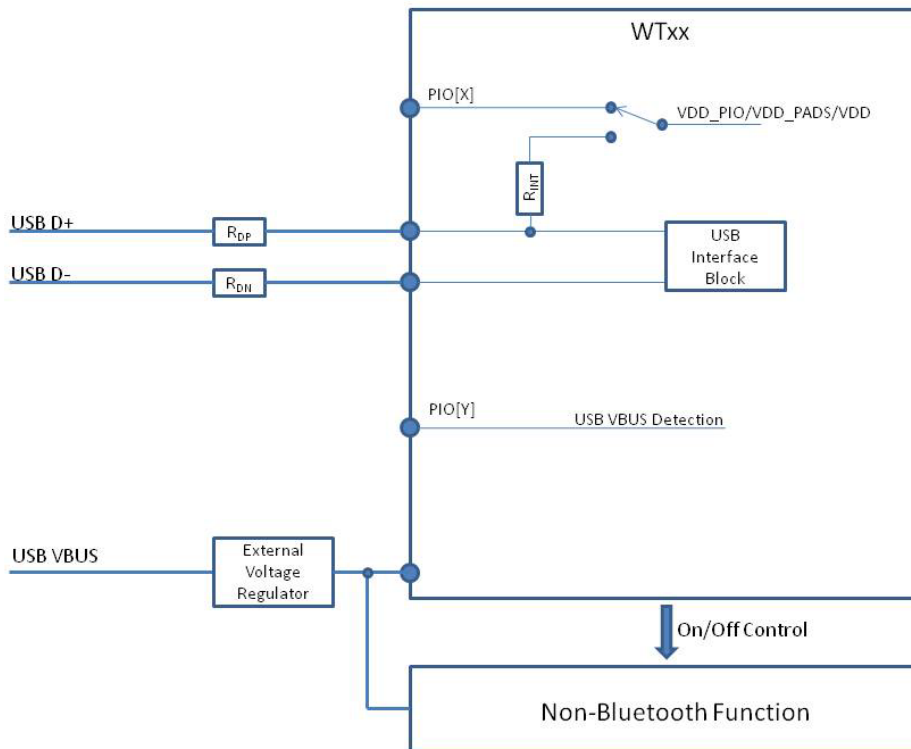 WTxx
PIO[X]
VDD_PIO/VDD_PADS/VDD
RINT
USB D+
RDP
USB
Interface
Block
USB D-
RDN
PIO[Y]
USB VBUS Detection
USB VBUS
External
Voltage
Regulator
On/Off Control
Non-Bluetooth Function